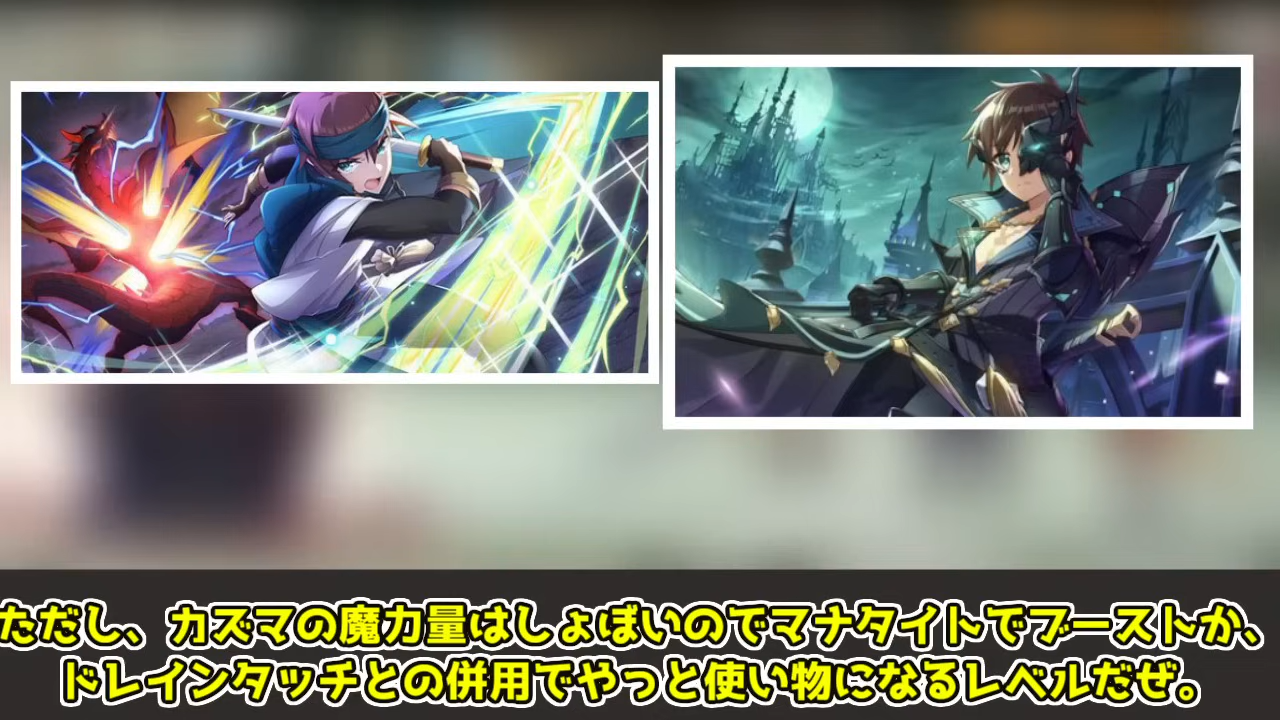 ただし、カズマの魔力量はしょぼいのでマナタイトでブーストか、
ドレインタッチとの併用でやっと使い物になるレベルだぜ。